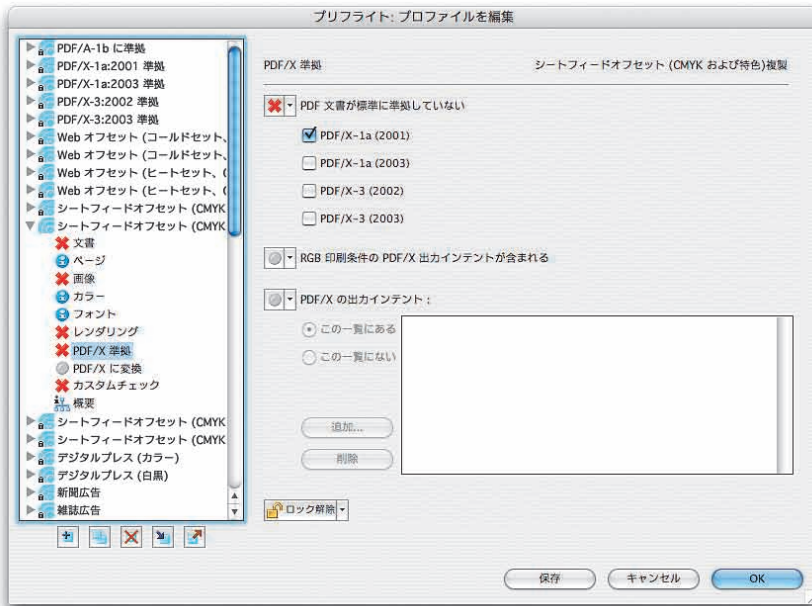 プリフライト: プロファイルを編集
PDF/A-1b に準拠
PDF/X-1a:2001 準拠
PDF/X-1a:2003 準拠
PDF/X-3:2002 準拠
PDF/X-3:2003 準拠
Web オフセット (コールドセット、
Web オフセット (コールドセット、
Web オフセット (ヒートセット、(
Web オフセット (ヒートセット、(
シートフィードオフセット (CMYK
シートフィードオフセット (CMYK
文書
ページ
画像
カラー
フォント
レンダリング
PDF/X 準拠
PDF/X に変換
カスタムチェック
概要
シートフィードオフセット (CMYK
シートフィードオフセット (CMYK
デジタルプレス (カラー)
デジタルプレス (白黒)
新聞広告
雑誌広告
PDF/X 準拠
シートフィードオフセット (CMYK および特色)複製
PDF 文書が標準に準拠していない
PDF/X-1a (2001)
PDF/X-1a (2003)
PDF/X-3 (2002)
PDF/X-3 (2003)
RGB 印刷条件の PDF/X 出力インテントが含まれる
PDF/X の出力インテント :
この一覧にある
この一覧にない
追加...
削除
ロック解除
保存
キャンセル
OK